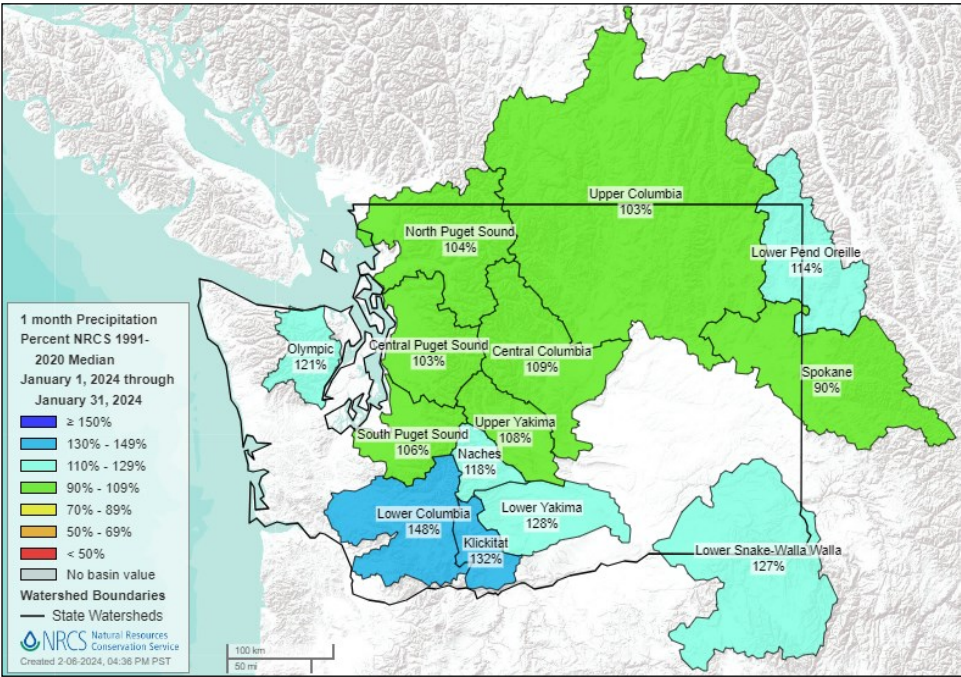 Upper Columbia
103%
North Puget Sound
104%
Lower Pend Oreille
114%
Olympic
121%
Central Puget Sound
103%
Central Columbia
109%
Spokane
90%
Upper Yakima
108%
South Puget Sound
106%
Naches
118%
Lower Columbia
148%
Lower Yakima
128%
Klickitat
132%
Lower Snake-Walla Walla
127%
1 month Precipitation
Percent NRCS 1991-
2020 Median
January 1, 2024 through
January 31, 2024
≥ 150%
130% - 149%
110% - 129%
90% - 109%
70% - 89%
50% - 69%
< 50%
No basin value
Watershed Boundaries
State Watersheds
NRCS Natural Resources
Conservation Service
Created 2-06-2024, 04:36 PM PST
100 km
50 mi